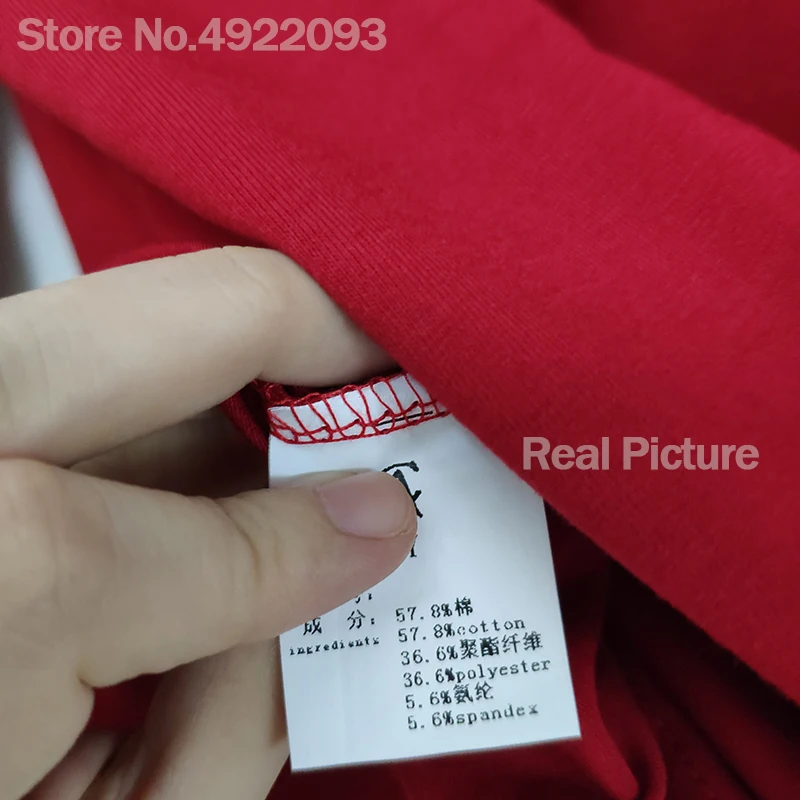 Store No.4922093
Real Picture
成 分: 57.8%棉
ingredients 57.8%cotton
36.6%聚酯纤维
36.6%polyester
5.6%氨纶
5.6%spandex